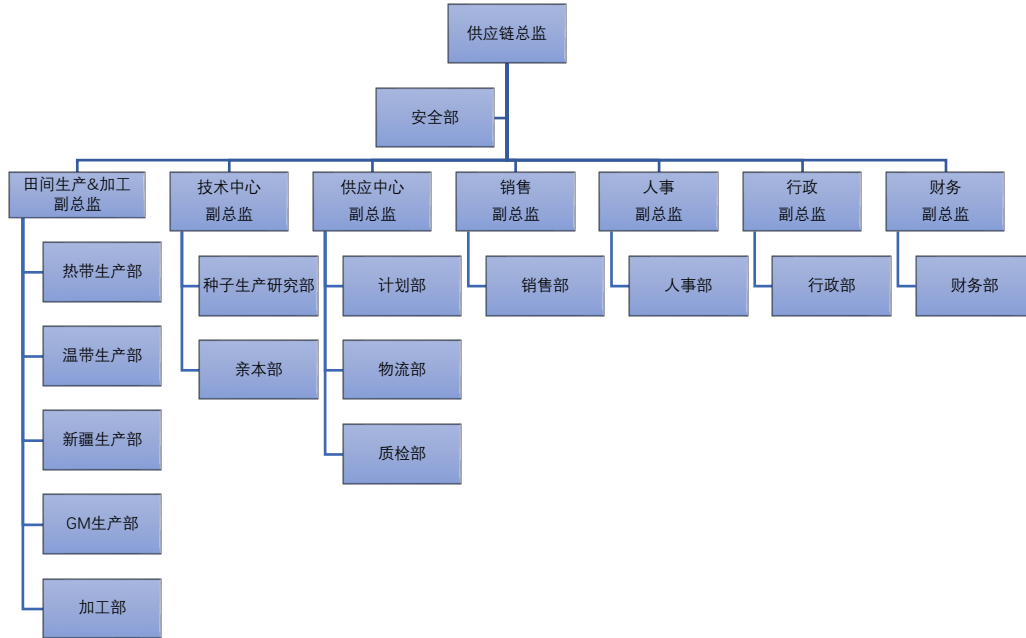 供应链总监
安全部
田间生产&加工
副总监
技术中心
副总监
供应中心
副总监
销售
副总监
人事
副总监
行政
副总监
财务
副总监
热带生产部
种子生产研究部
计划部
销售部
人事部
行政部
财务部
温带生产部
亲本部
物流部
新疆生产部
质检部
GM生产部
加工部